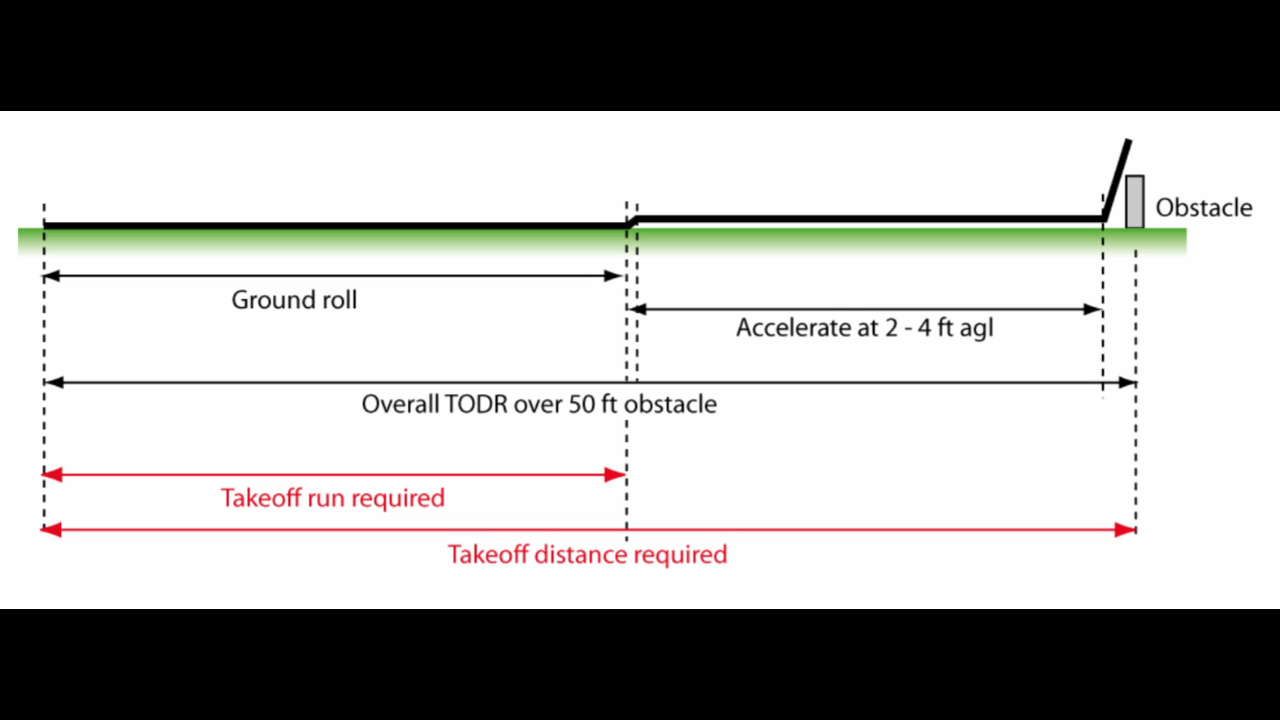 Obstacle
Ground roll
Accelerate at 2 - 4 ft agl
Overall TODR over 50 ft obstacle
Takeoff run required
Takeoff distance required